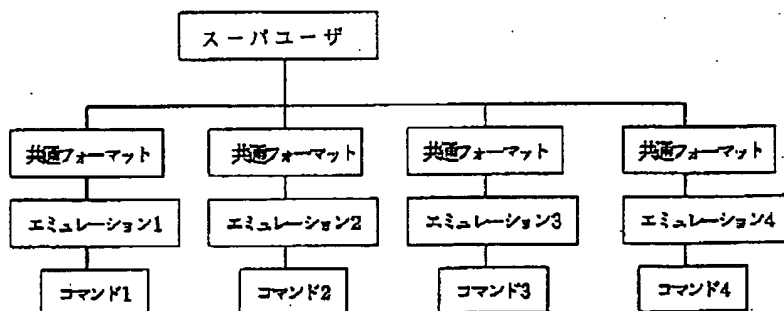 スーパユーザ
共通フォーマット 共通フォーマット 共通フォーマット 共通フォーマット
エミュレーション1 エミュレーション2 エミュレーション3 エミュレーション4
コマンド1 コマンド2 コマンド3 コマンド4